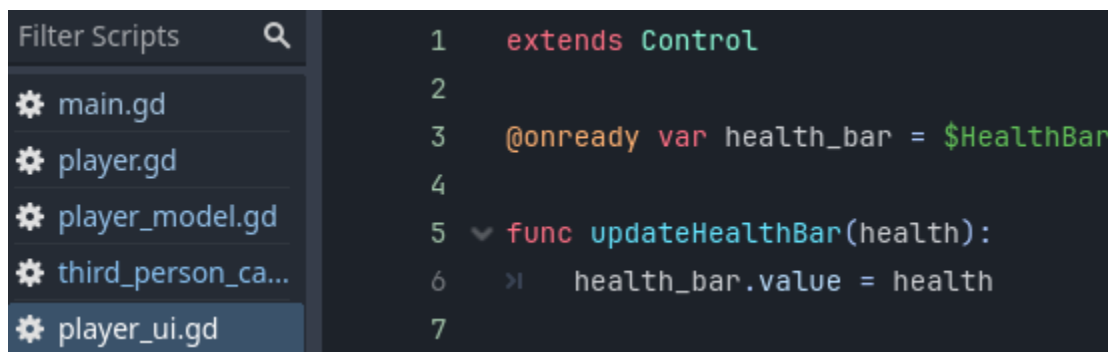 Filter Scripts
main.gd
player.gd
player_model.gd
third_person_ca...
player_ui.gd
1 extends Control
2
3 @onready var health_bar = $HealthBar
4
5 func updateHealthBar(health):
6 health_bar.value = health
7